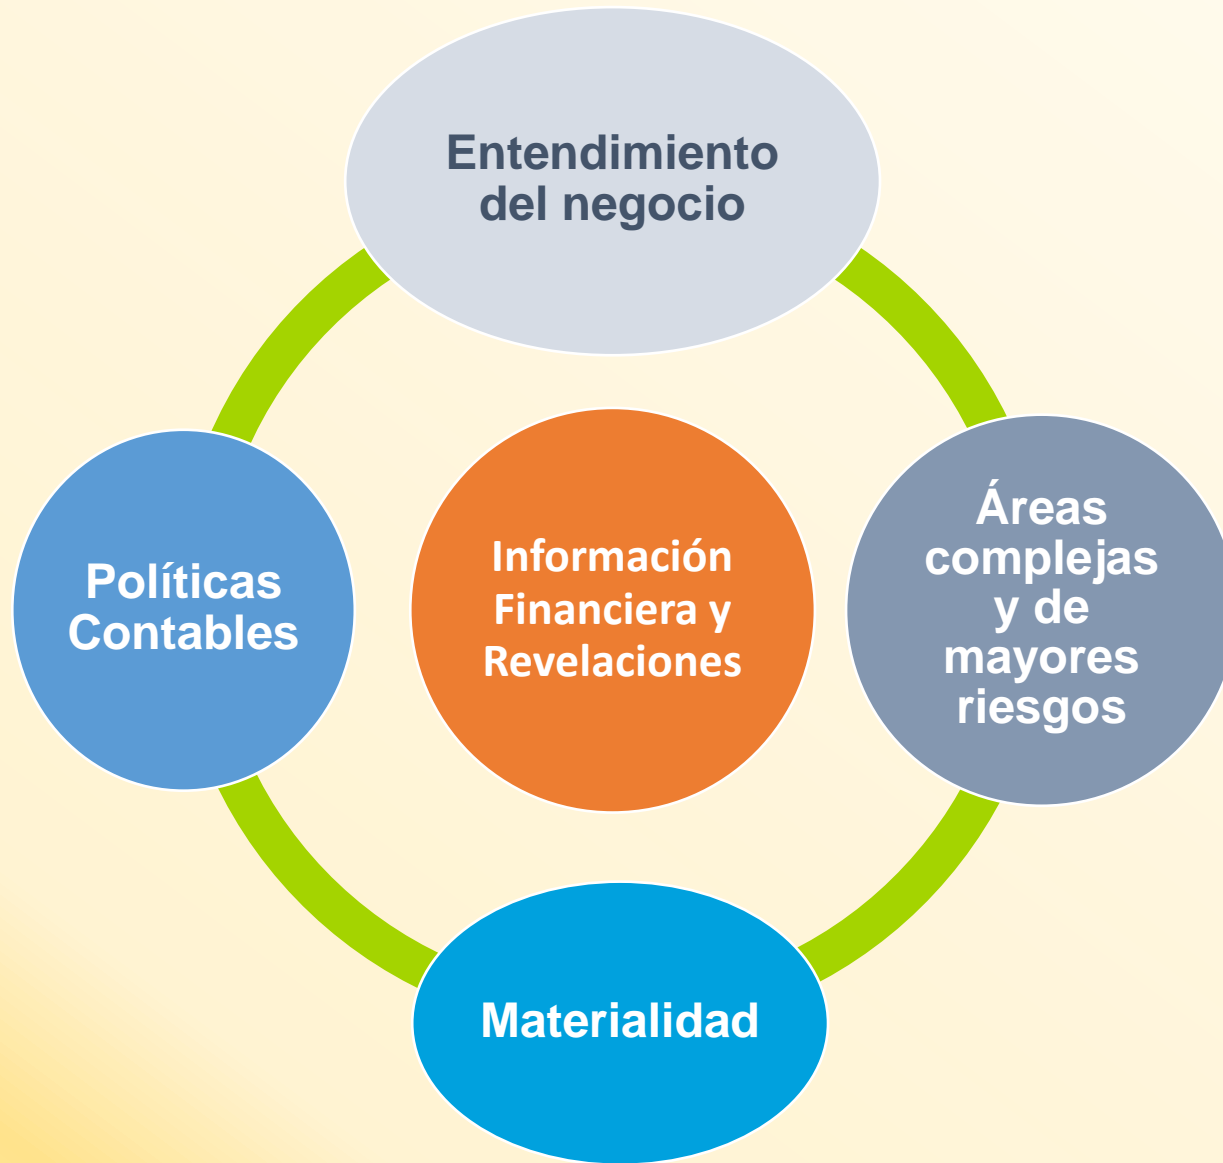 Entendimiento
del negocio
Políticas
Contables
Información
Financiera y
Revelaciones
Áreas
complejas
y de
mayores
riesgos
Materialidad